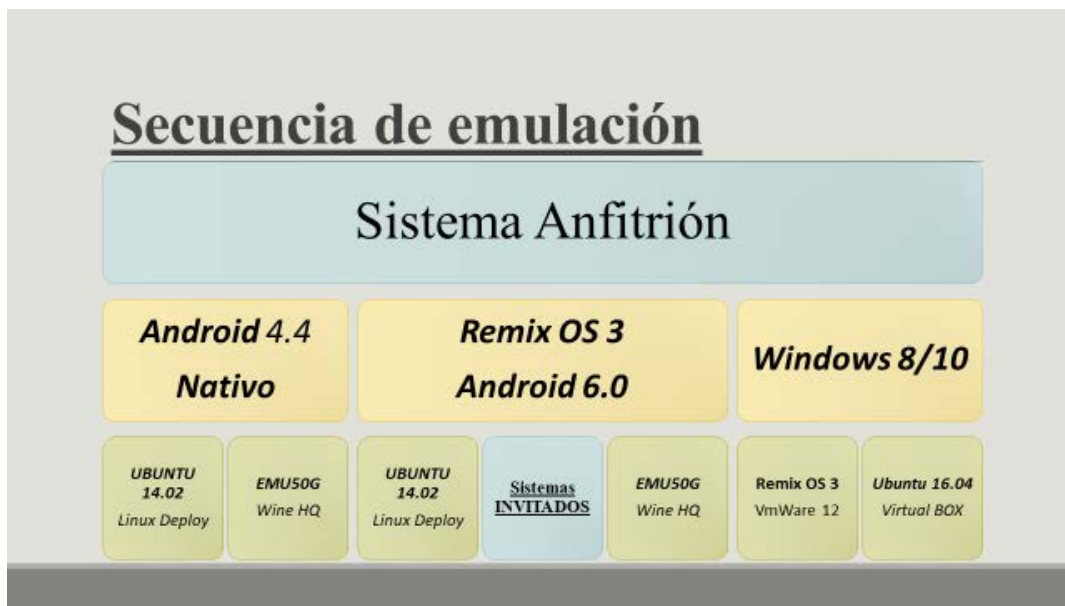 Secuencia de emulación
Sistema Anfitrión
Android 4.4
Nativo
Remix OS 3
Android 6.0
Windows 8/10
UBUNTU
14.02
Linux Deploy
EMU50G
Wine HQ
UBUNTU
14.02
Linux Deploy
Sistemas
INVITADOS
EMU50G
Wine HQ
Remix OS 3
VmWare 12
Ubuntu 16.04
Virtual BOX